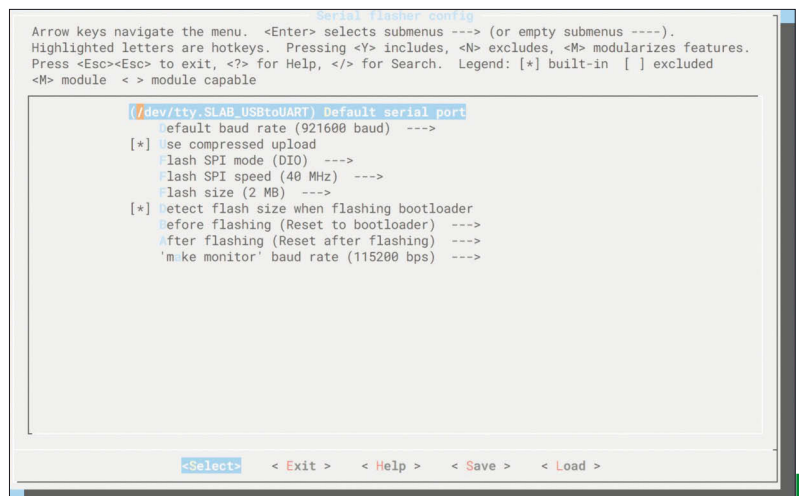 Serial flasher config
Arrow keys navigate the menu. <Enter> selects submenus ---> (or empty submenus ----).
Highlighted letters are hotkeys. Pressing <Y> includes, <N> excludes, <M> modularizes features.
Press <Esc><Esc> to exit, <?> for Help, </> for Search. Legend: [*] built-in [ ] excluded
<M> module < > module capable
(/dev/tty.SLAB_USBtoUART) Default serial port
Default baud rate (921600 baud) --->
[*] Use compressed upload
Flash SPI mode (DIO) --->
Flash SPI speed (40 MHz) --->
Flash size (2 MB) --->
[*] Detect flash size when flashing bootloader
Before flashing (Reset to bootloader) --->
After flashing (Reset after flashing) --->
'make monitor' baud rate (115200 bps) --->
<Select> < Exit > < Help > < Save > < Load >